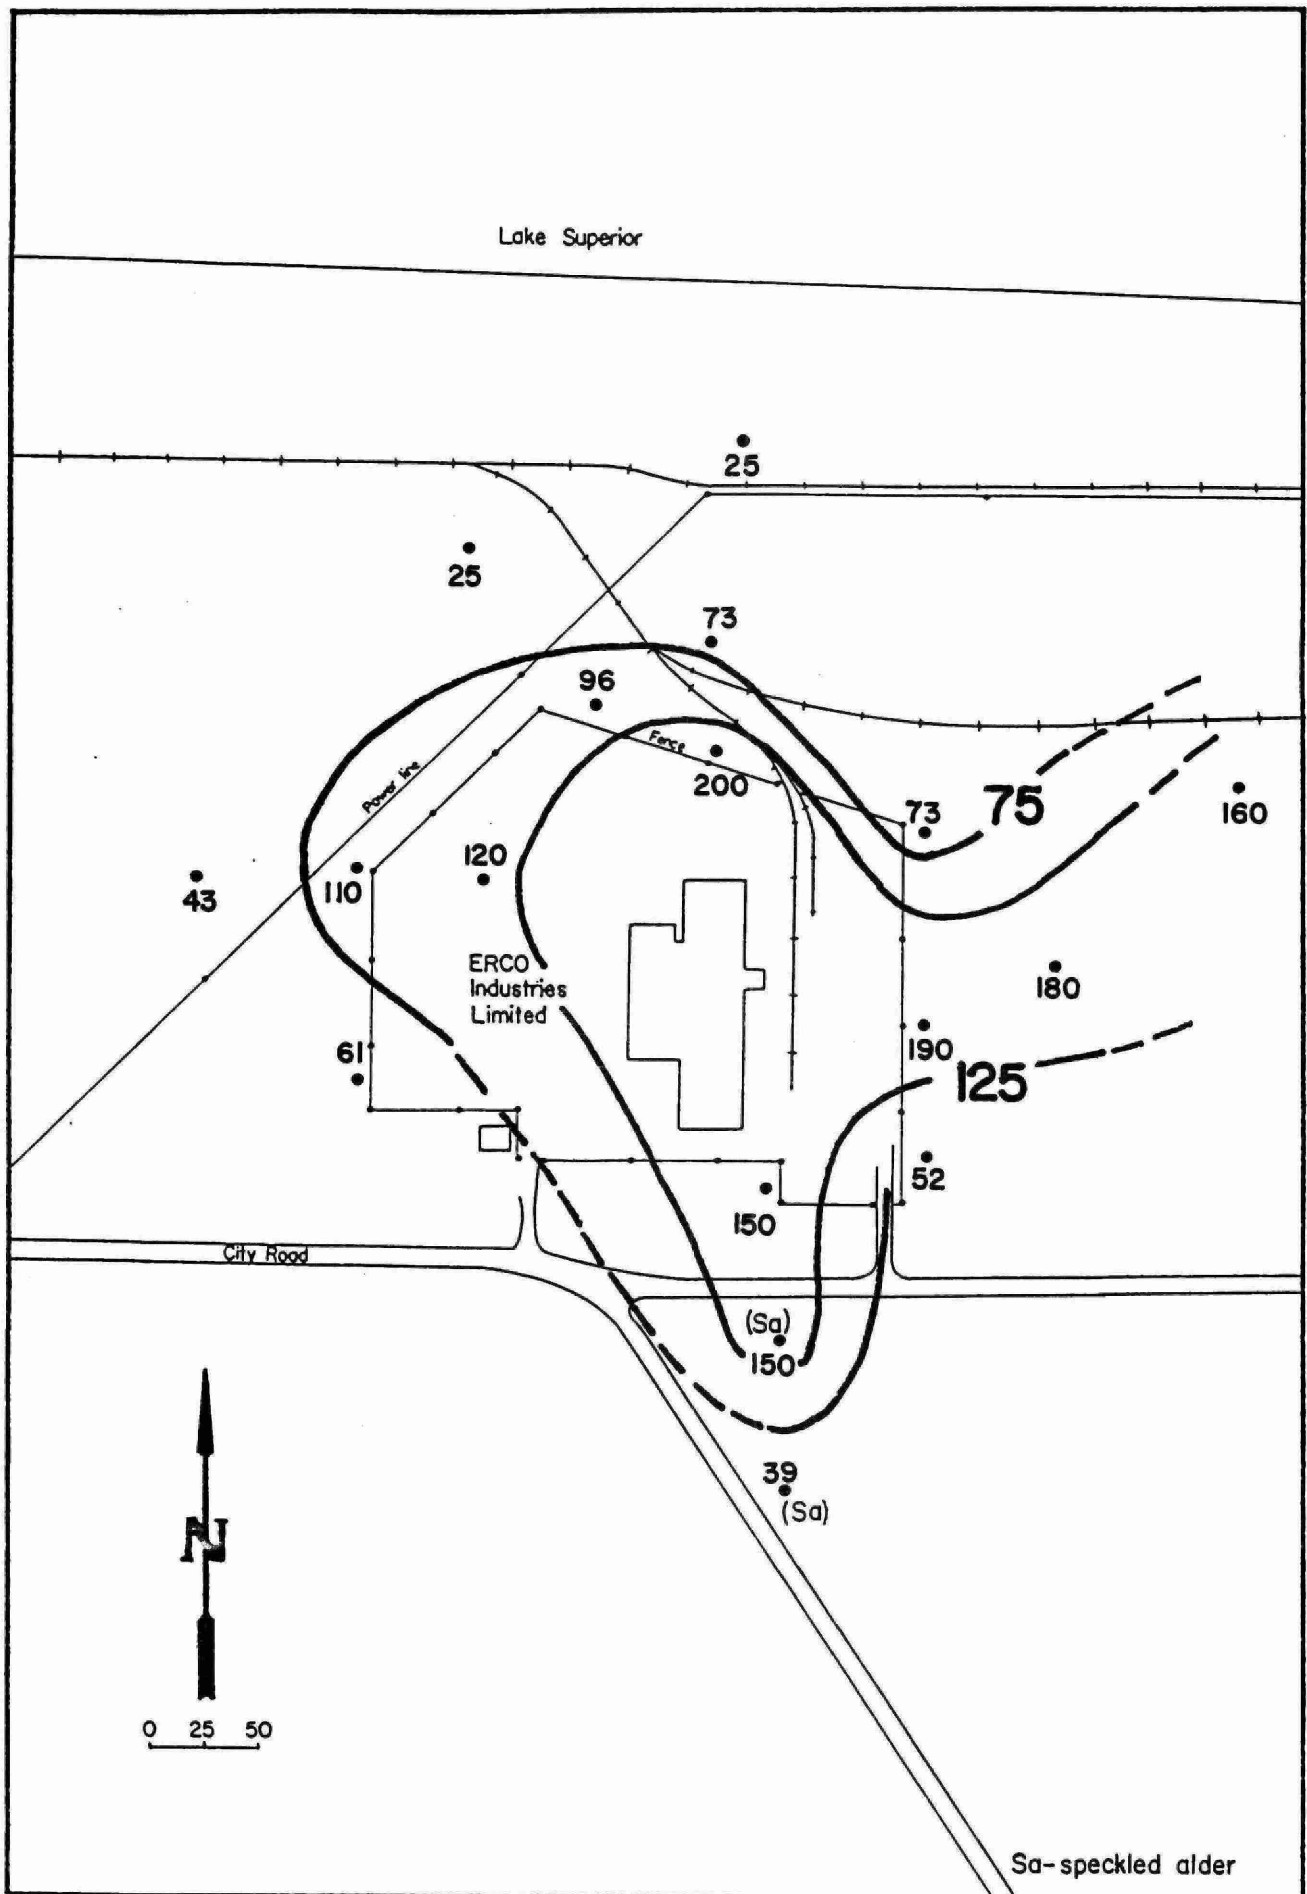 Lake Superior
25
25
73
96
Fence
200
Power line
75
73
160
120
110
43
ERCO
Industries
Limited
180
61
190
125
52
150
City Road
(Sa)
150
39
(Sa)
N
0 25 50
Sa-speckled alder